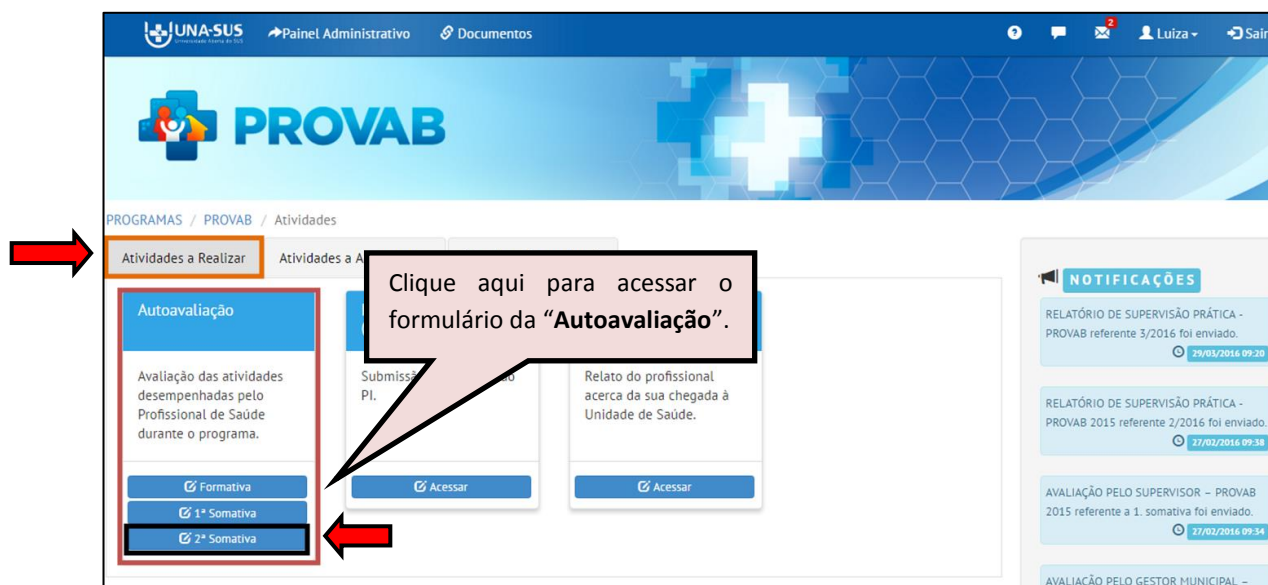 UNA-SUS
Universidade Aberta do SUS
Painel Administrativo
Documentos
2
Luiza
Sair
PROVAB
PROGRAMAS / PROVAB / Atividades
Atividades a Realizar
Atividades a A
Clique aqui para acessar o
formulário da “Autoavaliação”.
Autoavaliação
Avaliação das atividades
desempenhadas pelo
Profissional de Saúde
durante o programa.
Formativa
1ª Somativa
2ª Somativa
PI.
Acessar
Relato do profissional
acerca da sua chegada à
Unidade de Saúde.
Acessar
NOTIFICAÇÕES
RELATÓRIO DE SUPERVISÃO PRÁTICA -
PROVAB referente 3/2016 foi enviado.
29/03/2016 09:20
RELATÓRIO DE SUPERVISÃO PRÁTICA -
PROVAB 2015 referente 2/2016 foi enviado.
27/02/2016 09:38
AVALIAÇÃO PELO SUPERVISOR – PROVAB
2015 referente a 1. somativa foi enviado.
27/02/2016 09:34
AVALIAÇÃO PELO GESTOR MUNICIPAL –